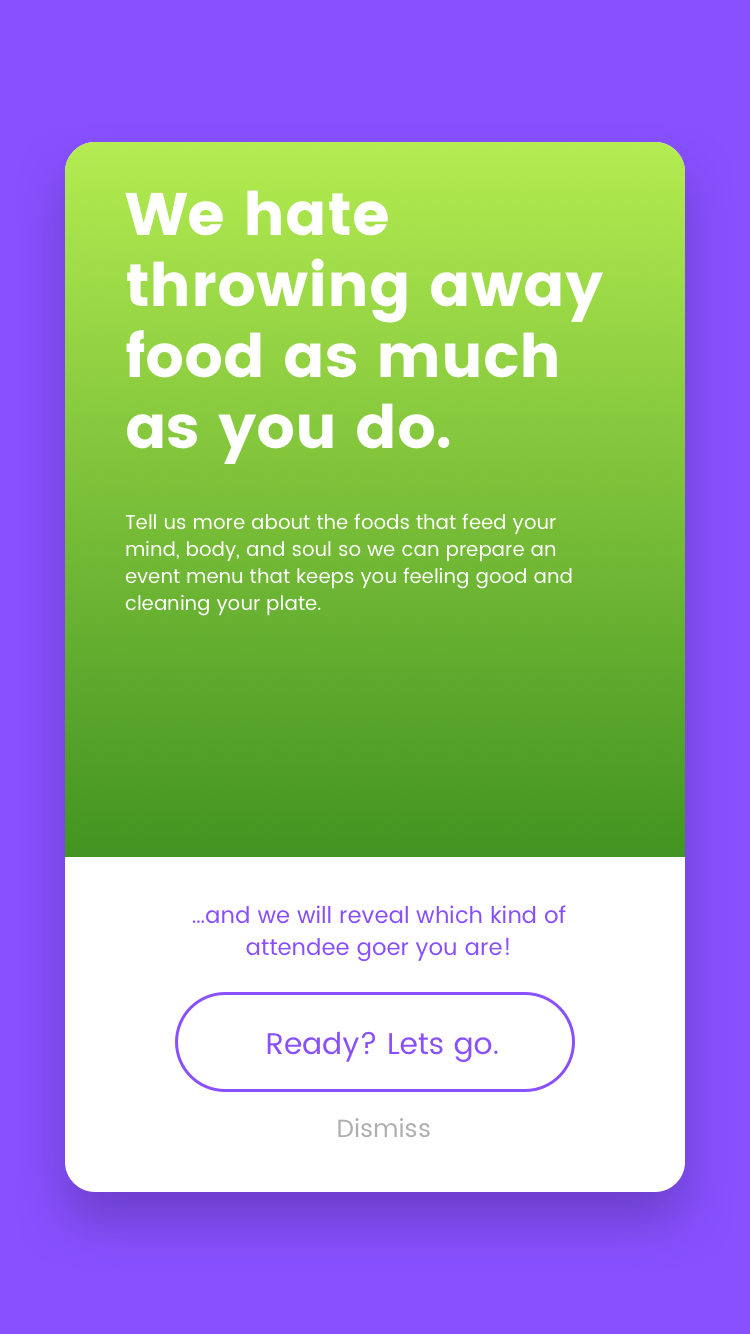 We hate
throwing away
food as much
as you do.
Tell us more about the foods that feed your
mind, body, and soul so we can prepare an
event menu that keeps you feeling good and
cleaning your plate.
...and we will reveal which kind of
attendee goer you are!
Ready? Lets go.
Dismiss